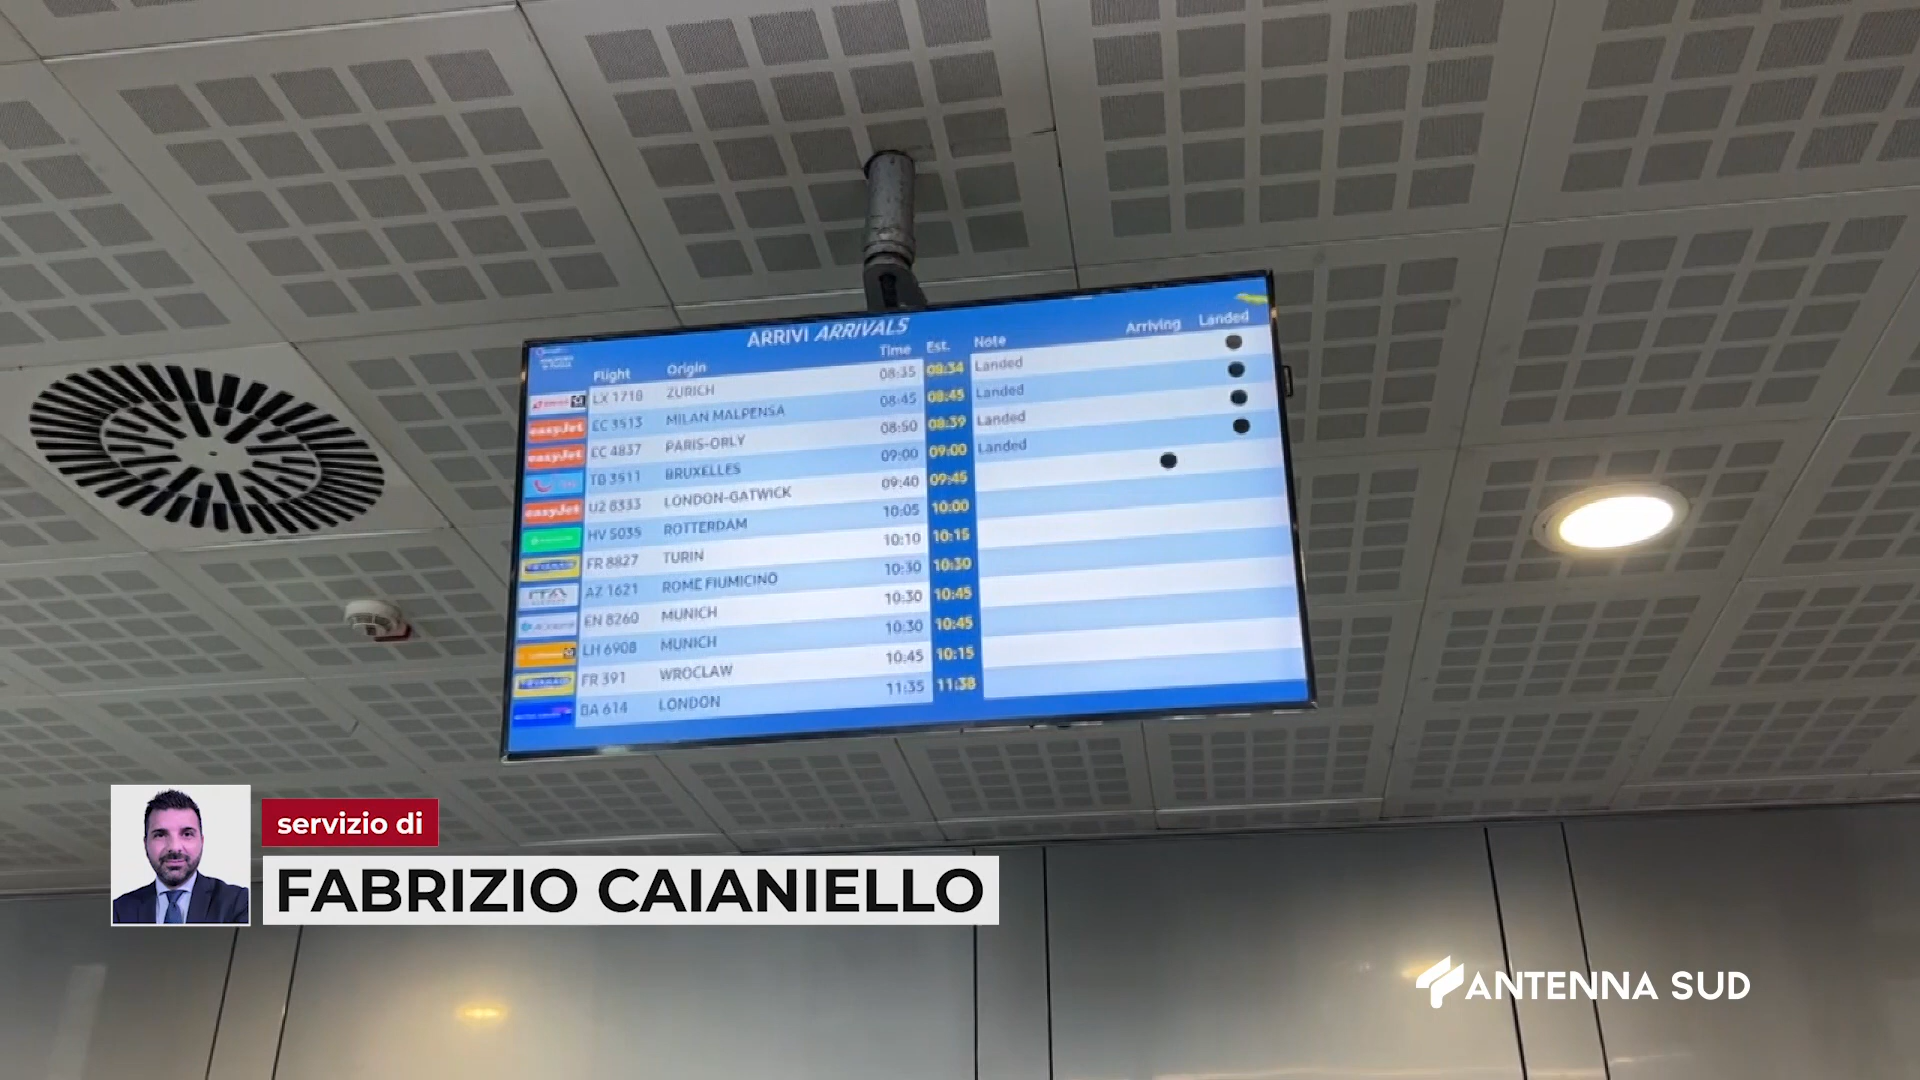 ARRIVI ARRIVALS
Flight Origin Time Est. Note Arriving Landed
LX 1718 ZURICH 08:35 08:34 Landed
easyJet EC 3513 MILAN MALPENSA 08:45 08:45 Landed
easyJet EC 4837 PARIS-ORLY 08:50 08:39 Landed
TB 3511 BRUXELLES 09:00 09:00 Landed
easyJet U2 8333 LONDON-GATWICK 09:40 09:45
HV 5035 ROTTERDAM 10:05 10:00
RYANAIR FR 8827 TURIN 10:10 10:15
ITA AZ 1621 ROME FIUMICINO 10:30 10:30
EN 8260 MUNICH 10:30 10:45
LH 6908 MUNICH 10:30 10:45
RYANAIR FR 391 WROCLAW 10:45 10:15
BA 614 LONDON 11:35 11:38
servizio di
FABRIZIO CAIANIELLO
ANTENNA SUD